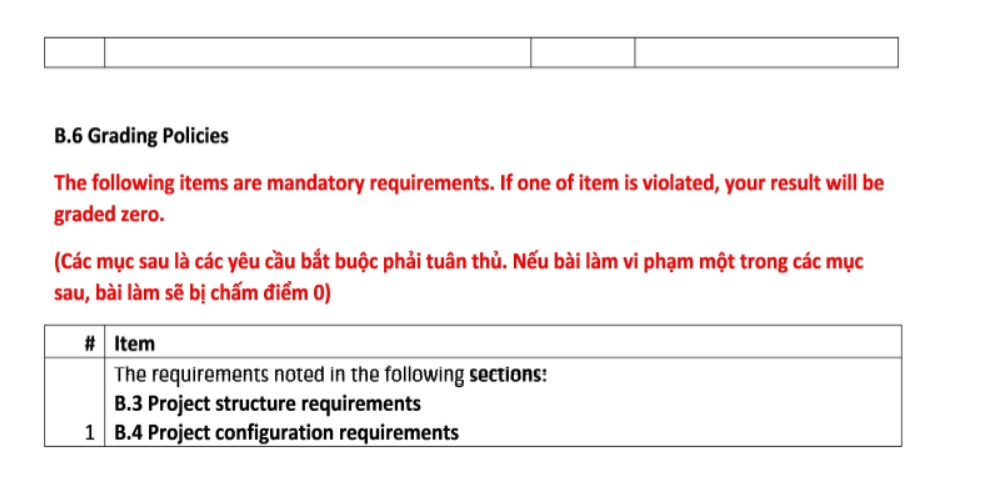 B.6 Grading Policies
The following items are mandatory requirements. If one of item is violated, your result will be
graded zero.
(Các mục sau là các yêu cầu bắt buộc phải tuân thủ. Nếu bài làm vi phạm một trong các mục
sau, bài làm sẽ bị chấm điểm 0)
# Item
The requirements noted in the following sections:
B.3 Project structure requirements
1 B.4 Project configuration requirements